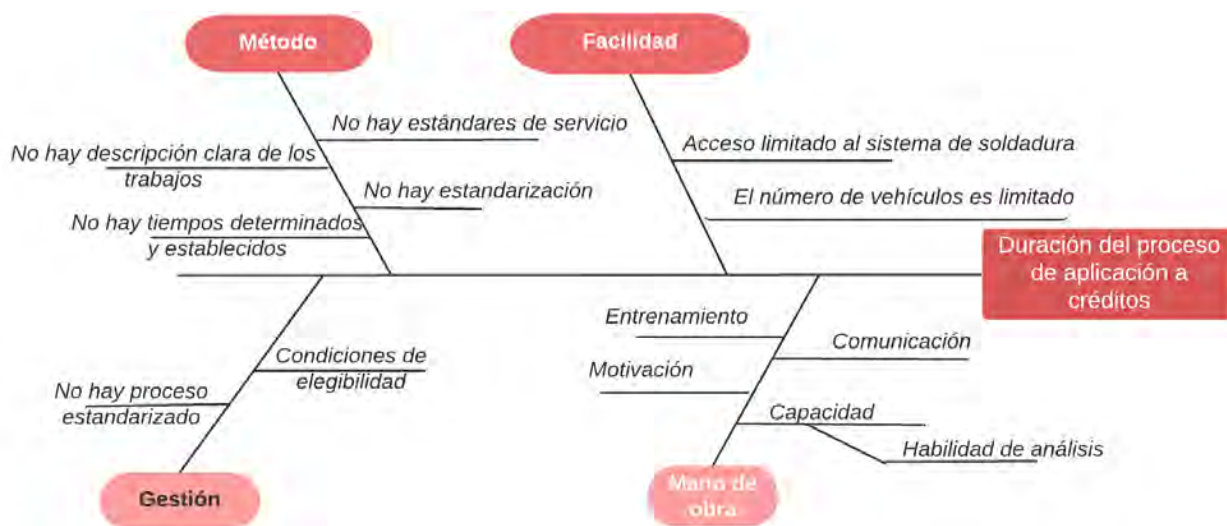 Método
Facilidad
No hay estándares de servicio
No hay descripción clara de los
trabajos
No hay estandarización
No hay tiempos determinados
y establecidos
Acceso limitado al sistema de soldadura
El número de vehículos es limitado
Duración del proceso
de aplicación a
créditos
Condiciones de
elegibilidad
No hay proceso
estandarizado
Gestión
Entrenamiento
Comunicación
Motivación
Capacidad
Habilidad de análisis
Mano de
obra